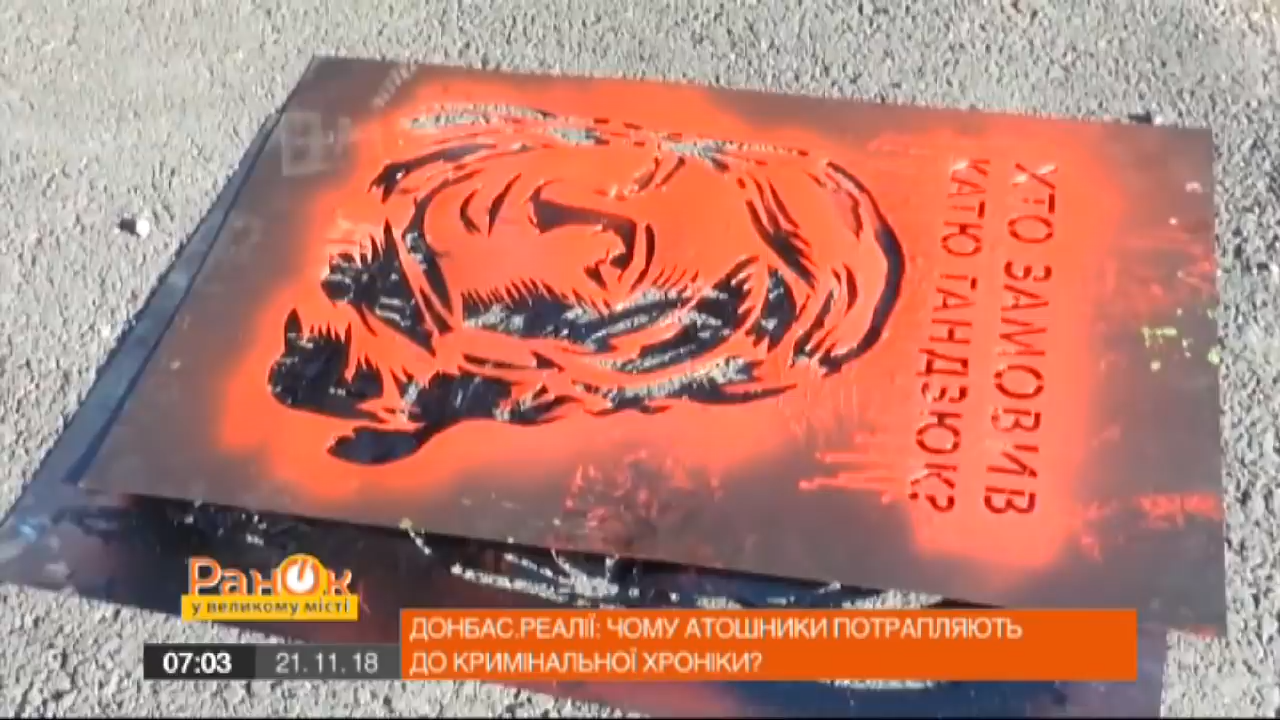 ХТО ЗАМОВИВ
КАТЮ ГАНДЗЮК?
Ранок
у великому місті
ДОНБАС.РЕАЛІЇ: ЧОМУ АТОШНИКИ ПОТРАПЛЯЮТЬ
ДО КРИМІНАЛЬНОЇ ХРОНІКИ?
07:03
21.11.18